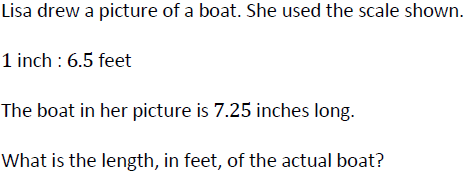 Lisa drew a picture of a boat. She used the scale shown.
1 inch : 6.5 feet
The boat in her picture is 7.25 inches long.
What is the length, in feet, of the actual boat?